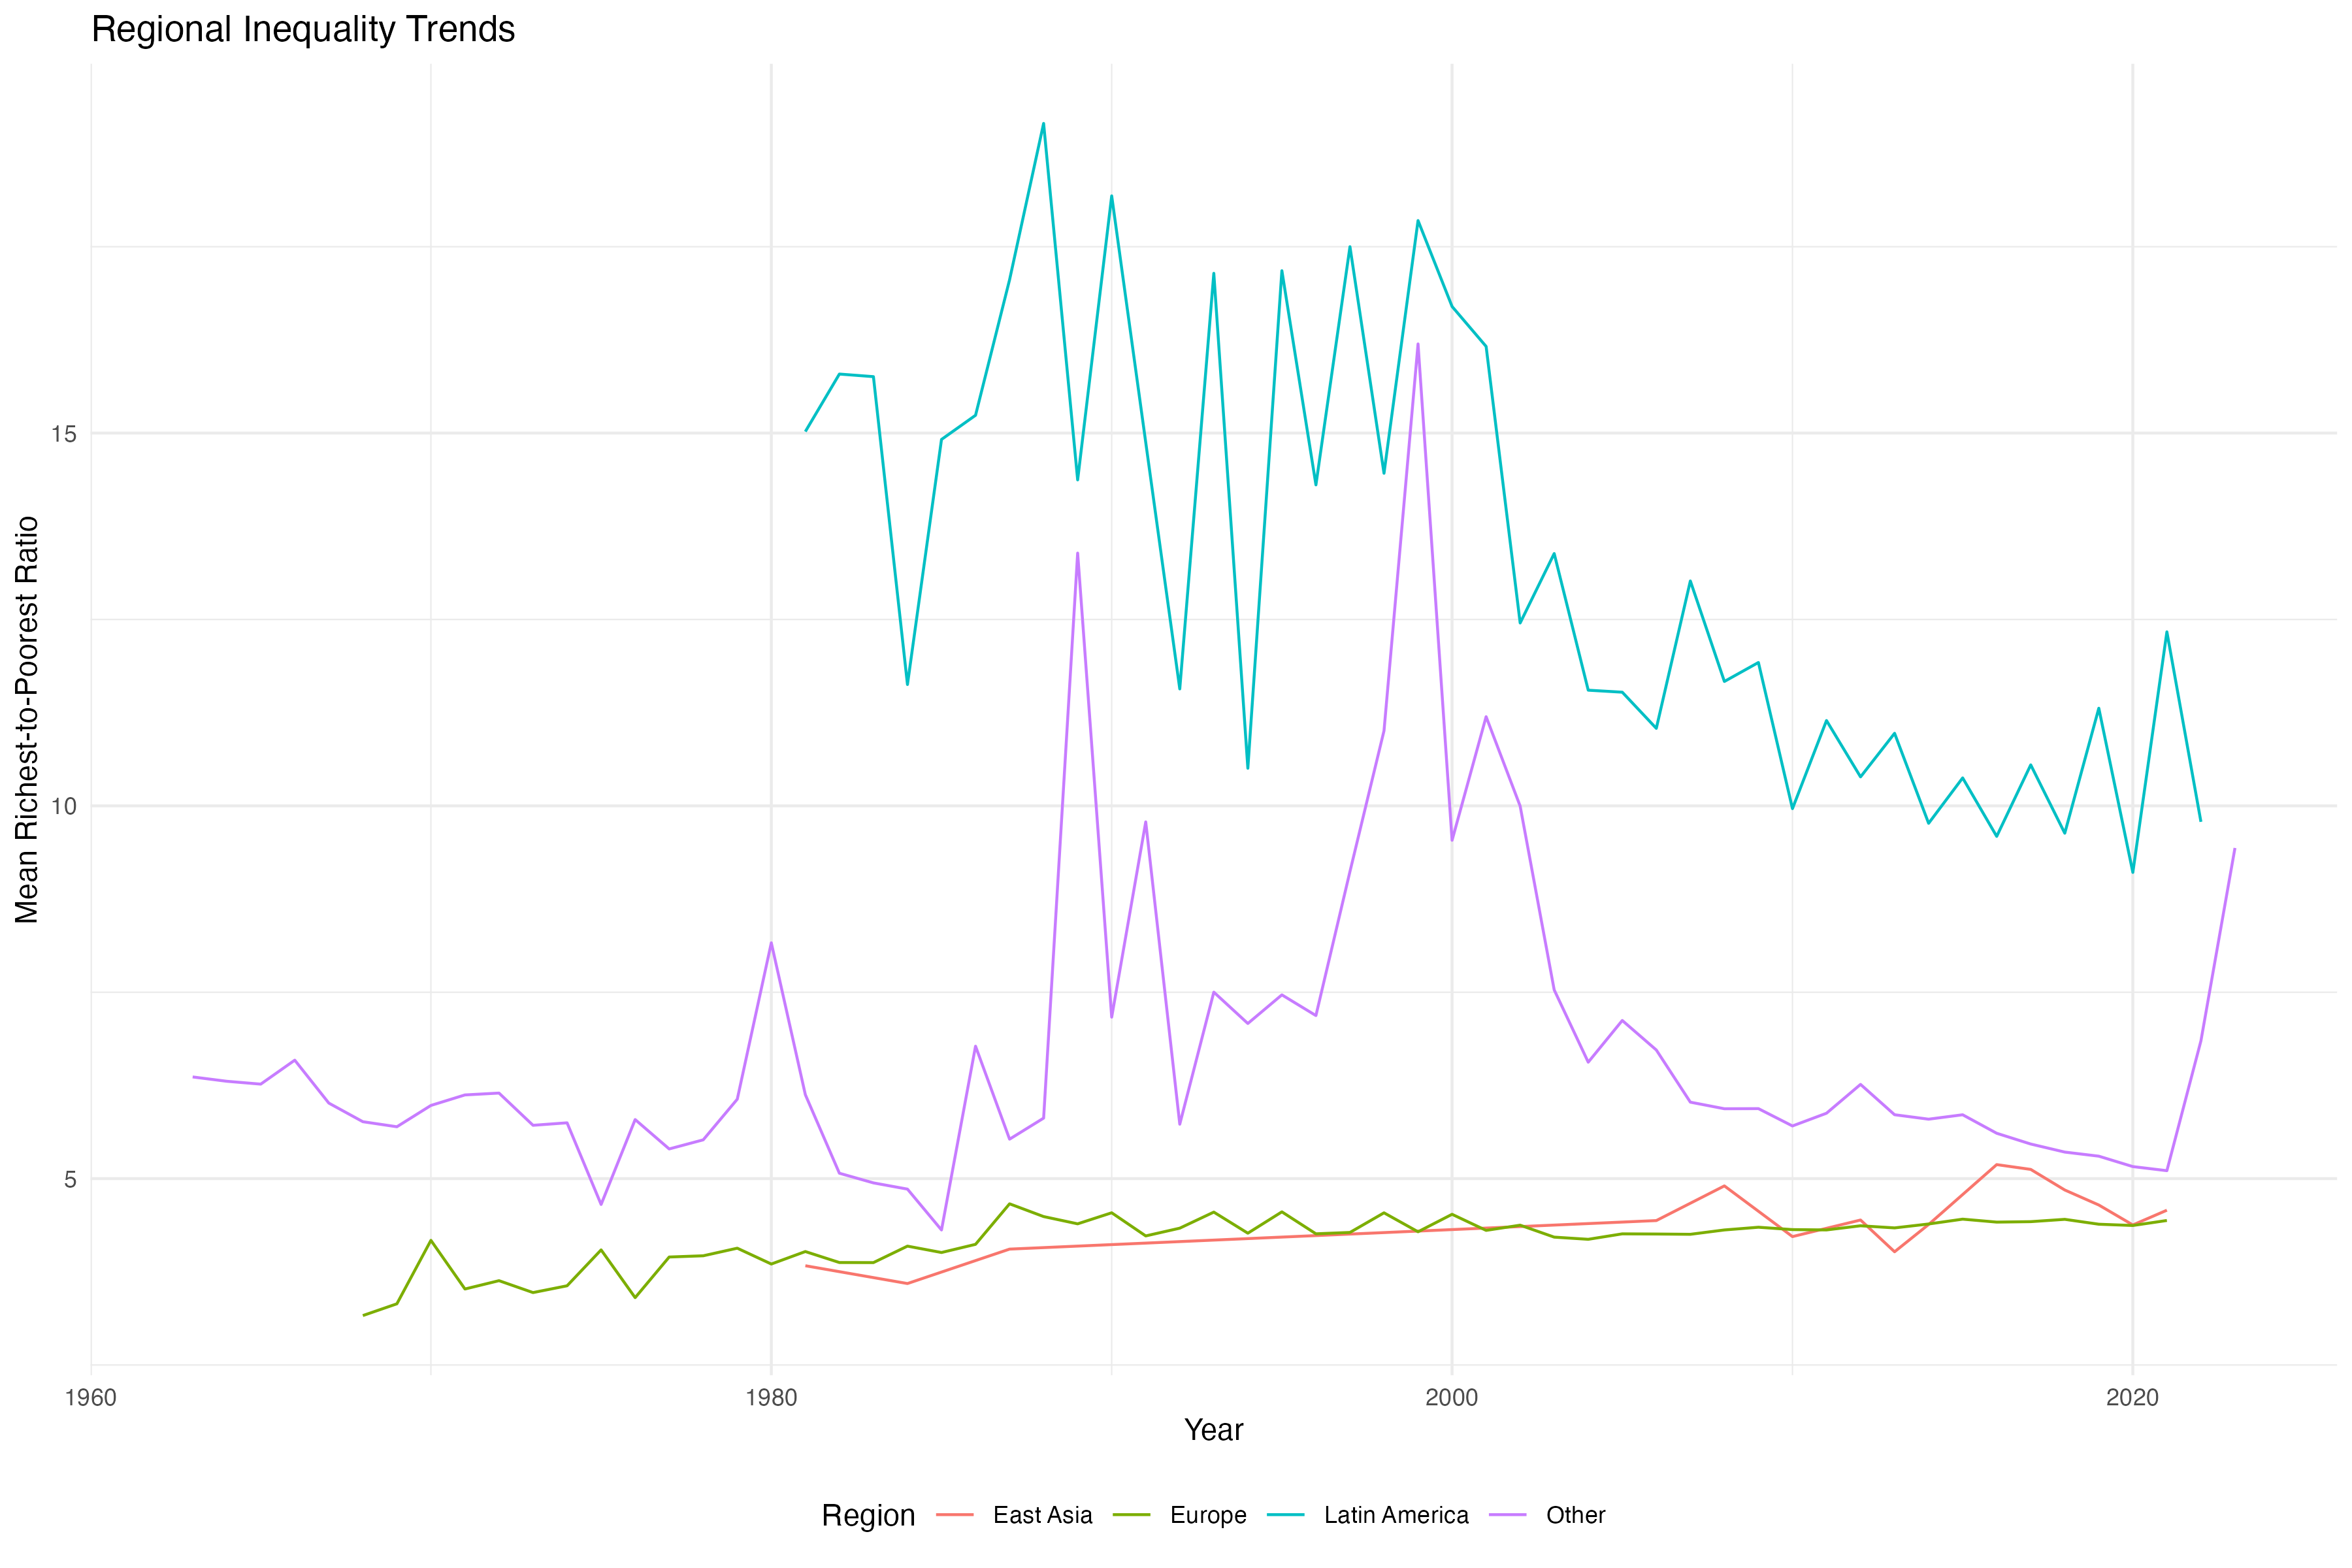 Regional Inequality Trends
Mean Richest-to-Poorest Ratio
15
10
5
1960 1980 2000 2020
Year
Region East Asia Europe Latin America Other